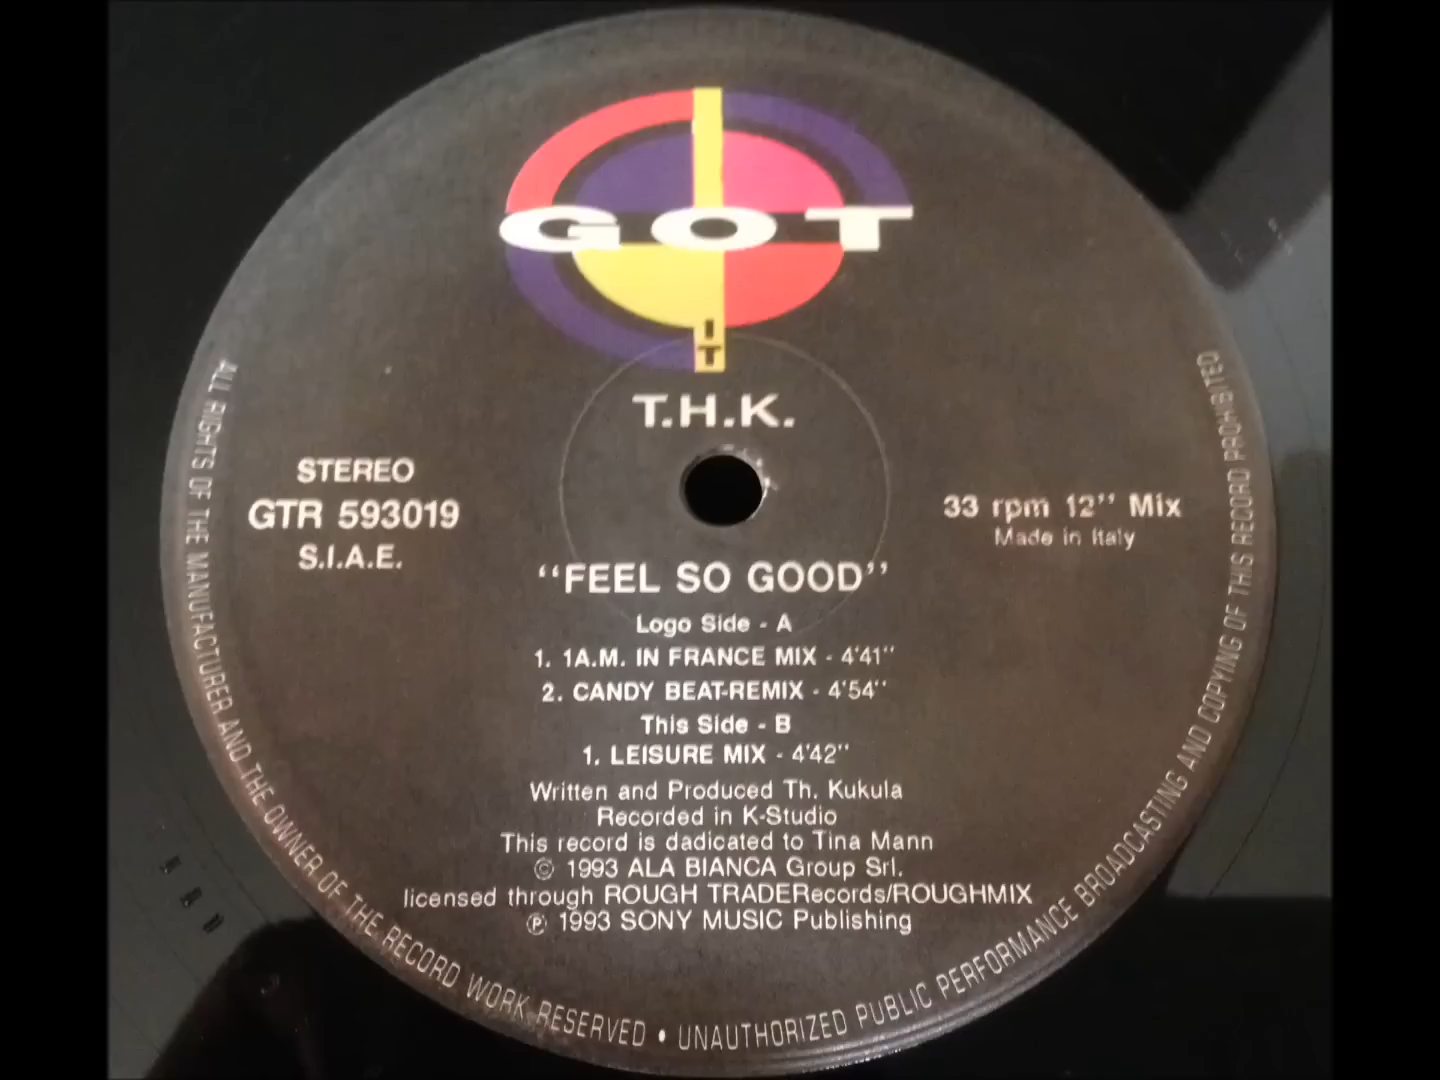 GOT
IT
T.H.K.
STEREO
GTR 593019
S.I.A.E.
33 rpm 12'' Mix
Made in Italy
"FEEL SO GOOD"
Logo Side - A
1. 1A.M. IN FRANCE MIX - 4'41''
2. CANDY BEAT-REMIX - 4'54''
This Side - B
1. LEISURE MIX - 4'42''
Written and Produced Th. Kukula
Recorded in K-Studio
This record is dadicated to Tina Mann
© 1993 ALA BIANCA Group Srl.
licensed through ROUGH TRADERecords/ROUGHMIX
℗ 1993 SONY MUSIC Publishing
ALL RIGHTS OF THE MANUFACTURER AND THE OWNER OF THE RECORD WORK RESERVED • UNAUTHORIZED PUBLIC PERFORMANCE BROADCASTING AND COPYING OF THIS RECORD PROHIBITED